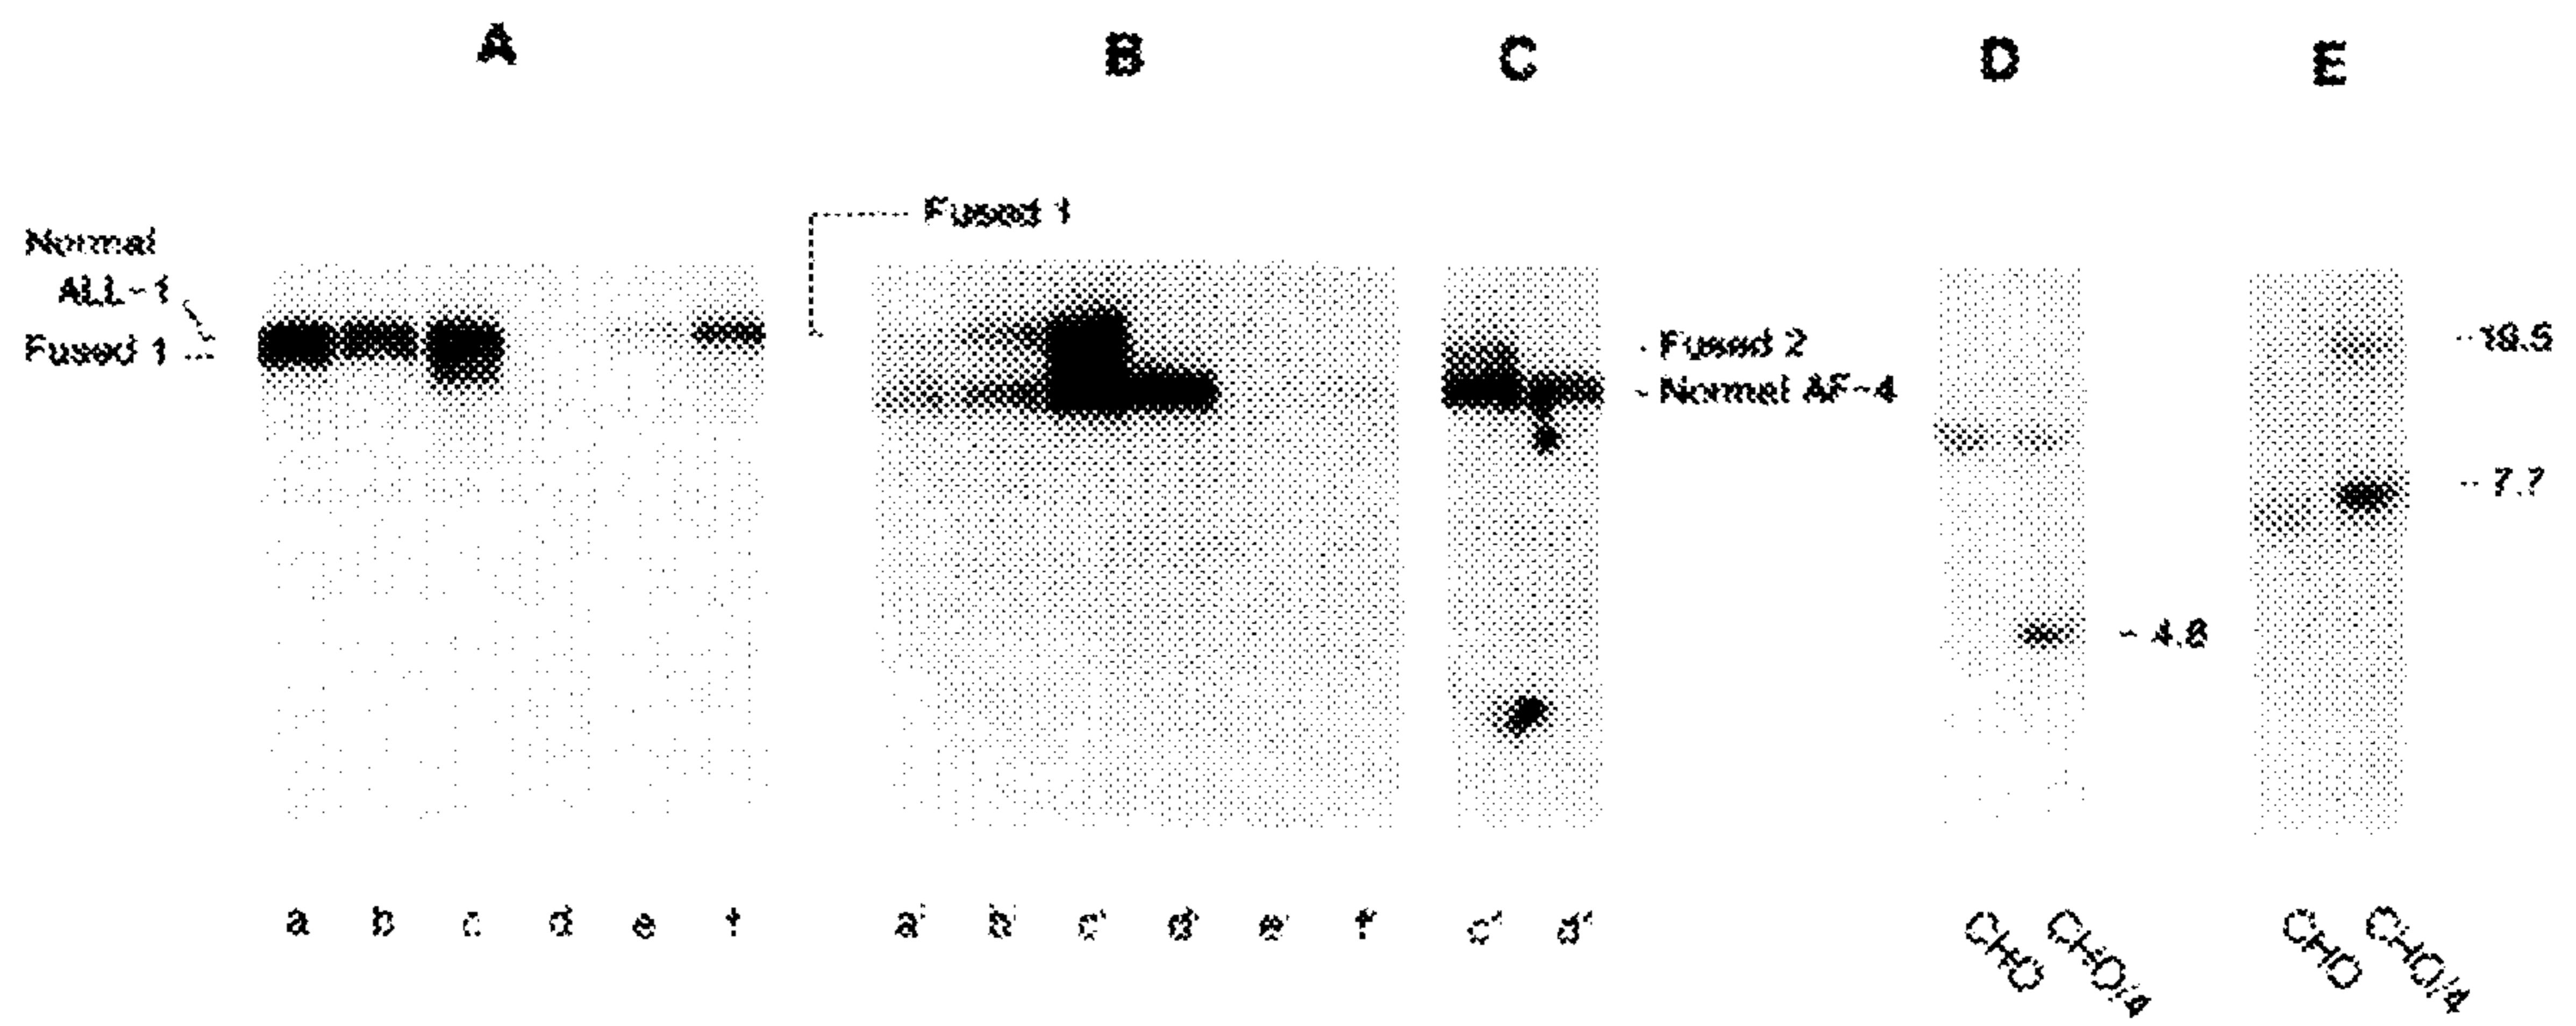 A B C D E
Fused 1
Normal
ALL-1
Fused 1
Fused 2
Normal AF-4
7.7
4.8
a b c d e f
a' b' c' d' e' f'
c' d'
CHO CHO/4
CHO CHO/4